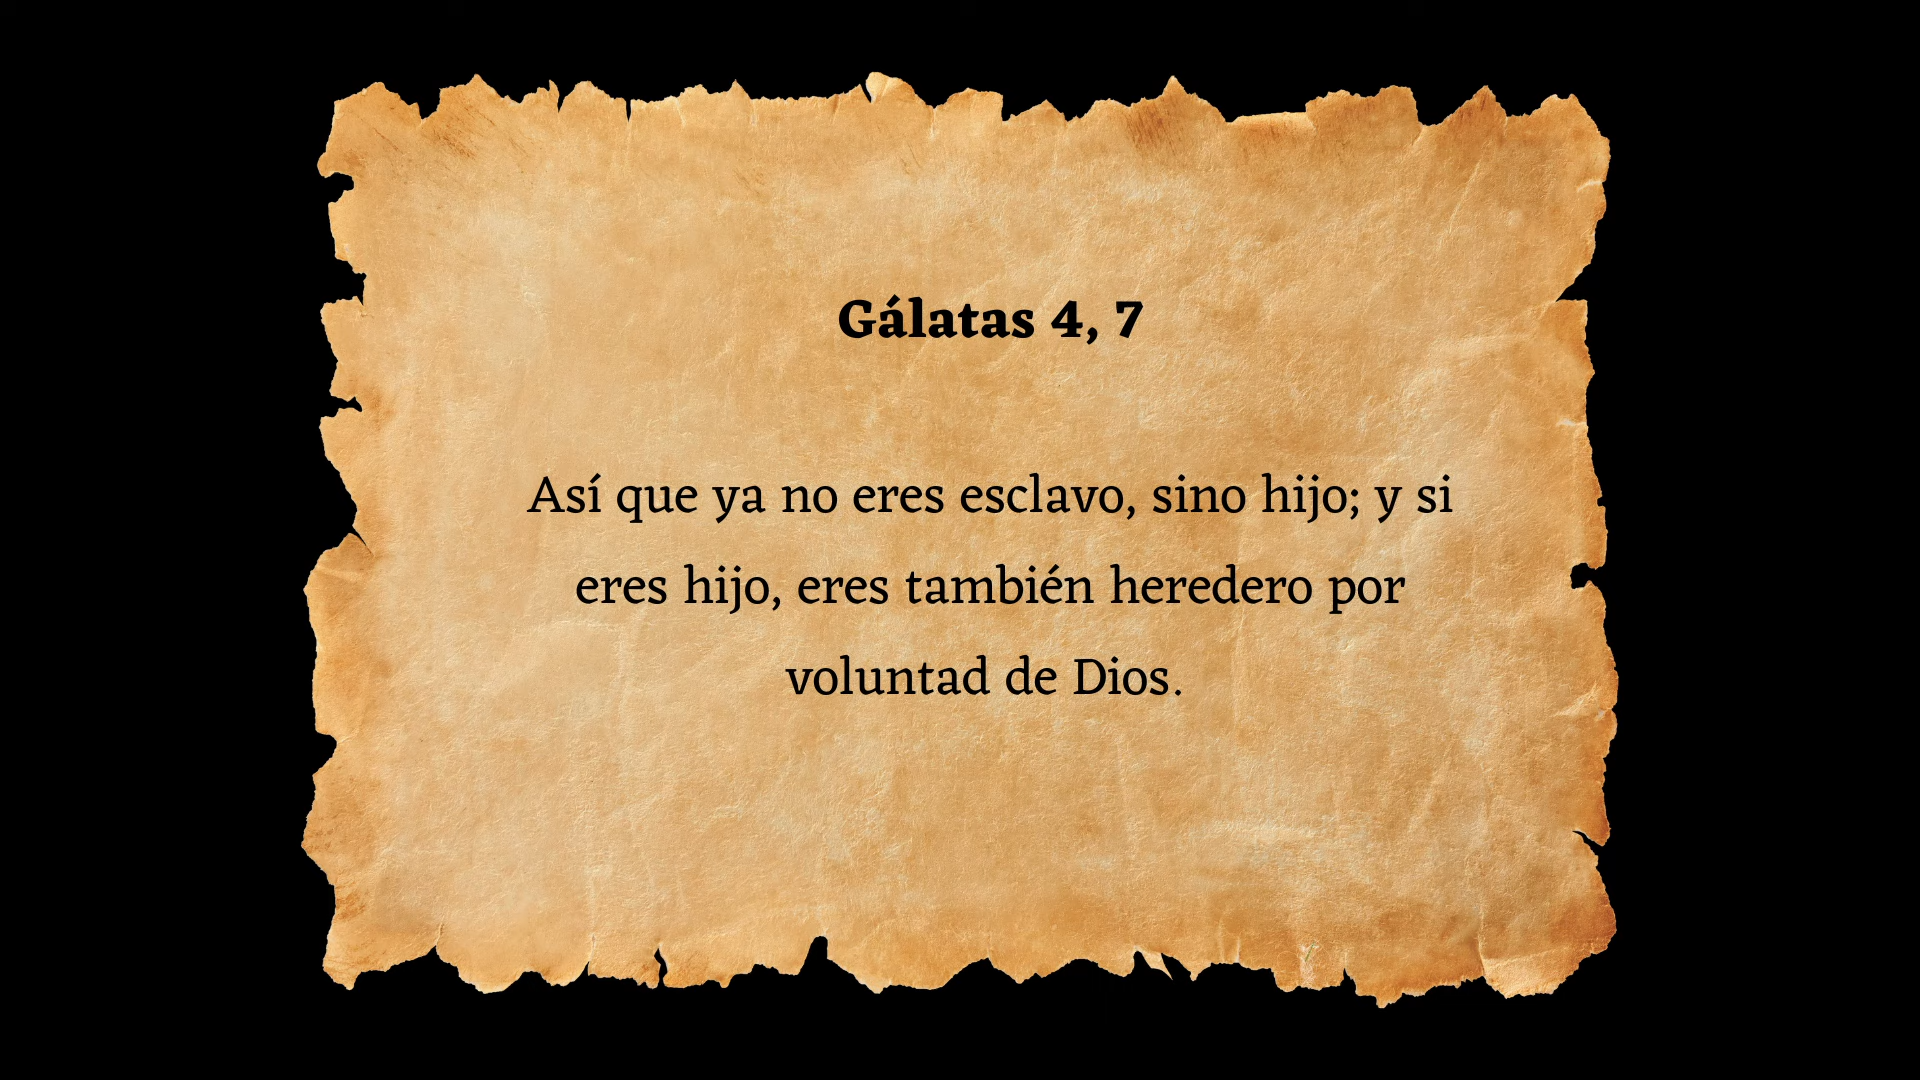 Gálatas 4, 7
Así que ya no eres esclavo, sino hijo; y si
eres hijo, eres también heredero por
voluntad de Dios.